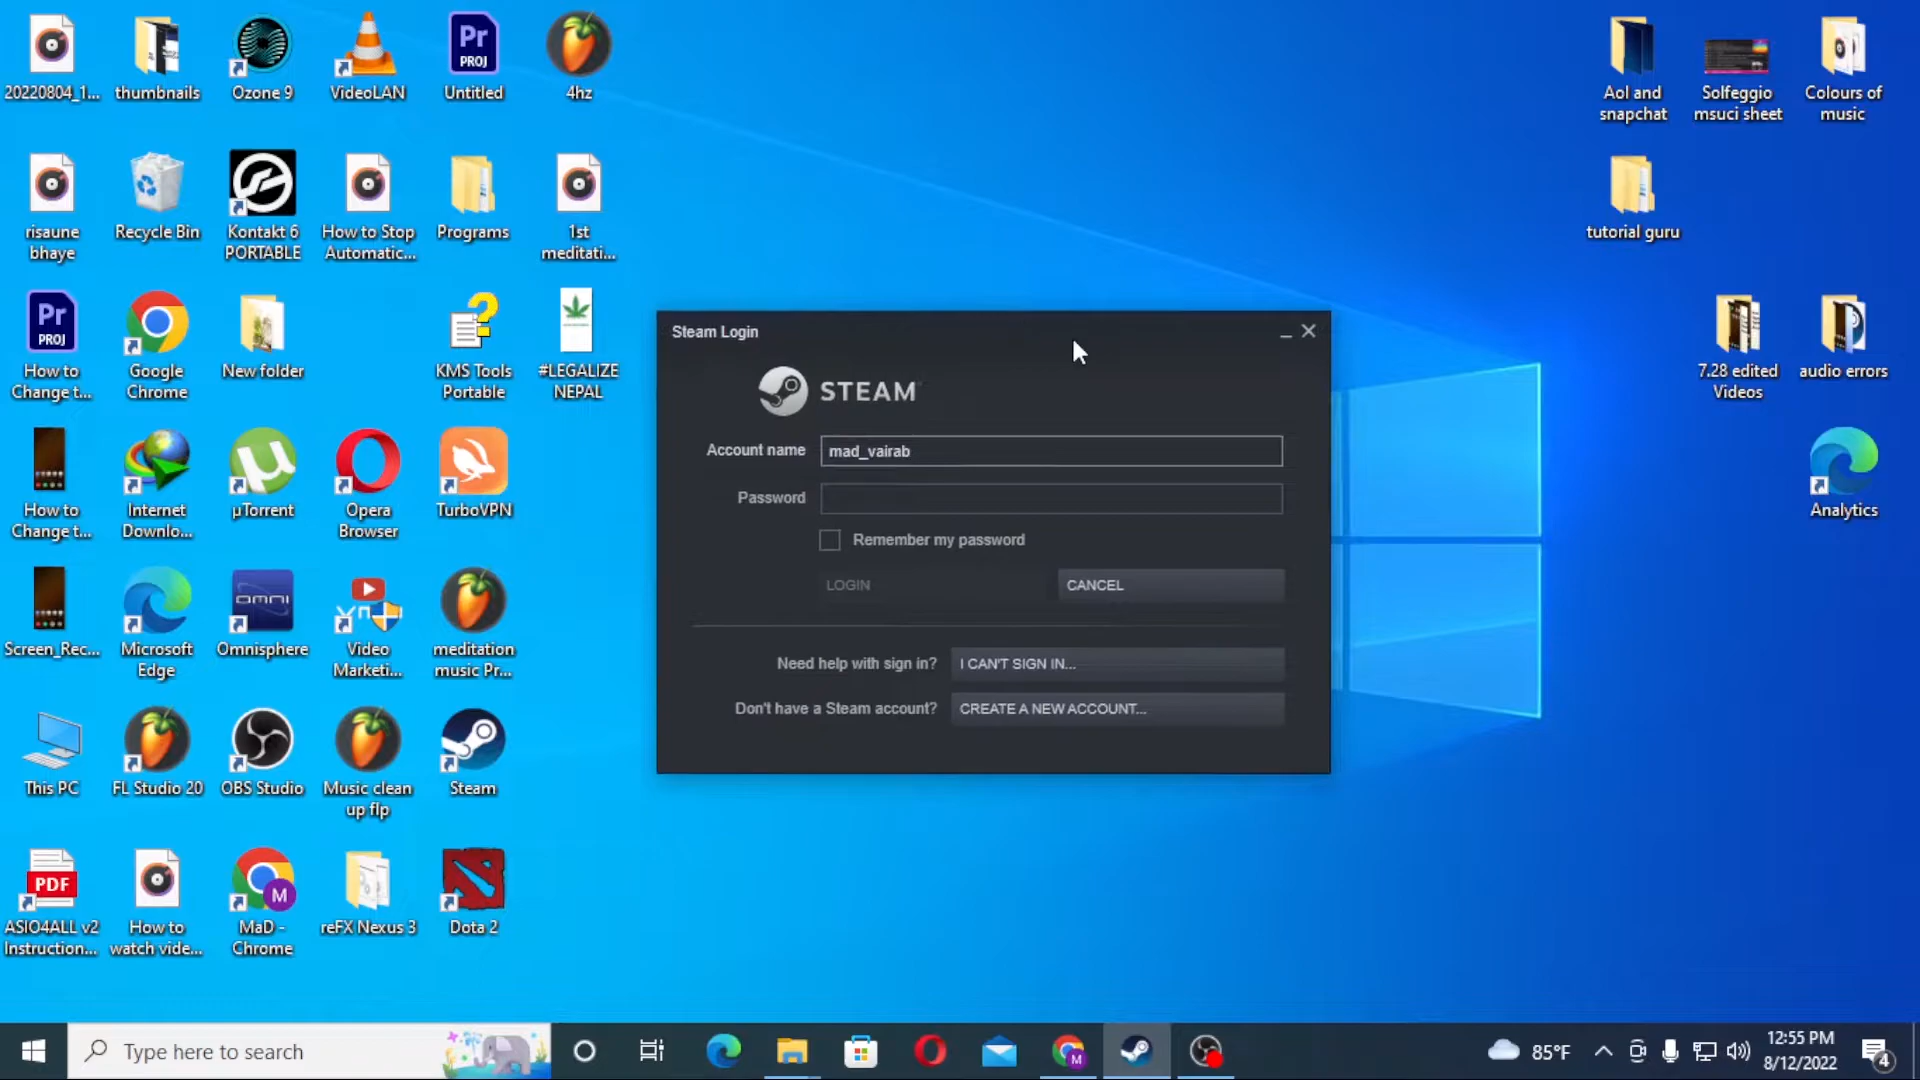 20220804_1...
thumbnails
Ozone 9
VideoLAN
Pr
PROJ
Untitled
4hz
Aol and
snapchat
Solfeggio
msuci sheet
Colours of
music
risaune
bhaye
Recycle Bin
Kontakt 6
PORTABLE
How to Stop
Automatic...
Programs
1st
meditati...
tutorial guru
Pr
PROJ
How to
Change t...
Google
Chrome
New folder
KMS Tools
Portable
#LEGALIZE
NEPAL
7.28 edited
Videos
audio errors
How to
Change t...
Internet
Downlo...
µTorrent
Opera
Browser
TurboVPN
Analytics
Screen_Rec...
Microsoft
Edge
OMNI
Omnisphere
Video
Marketi...
meditation
music Pr...
This PC
FL Studio 20
OBS Studio
Music clean
up flp
Steam
PDF
ASIO4ALL v2
Instruction...
How to
watch vide...
M
MaD -
Chrome
reFX Nexus 3
Dota 2
Steam Login
STEAM
Account name
mad_vairab
Password
Remember my password
LOGIN
CANCEL
Need help with sign in?
I CAN'T SIGN IN...
Don't have a Steam account?
CREATE A NEW ACCOUNT...
Type here to search
M
85°F
12:55 PM
8/12/2022
4